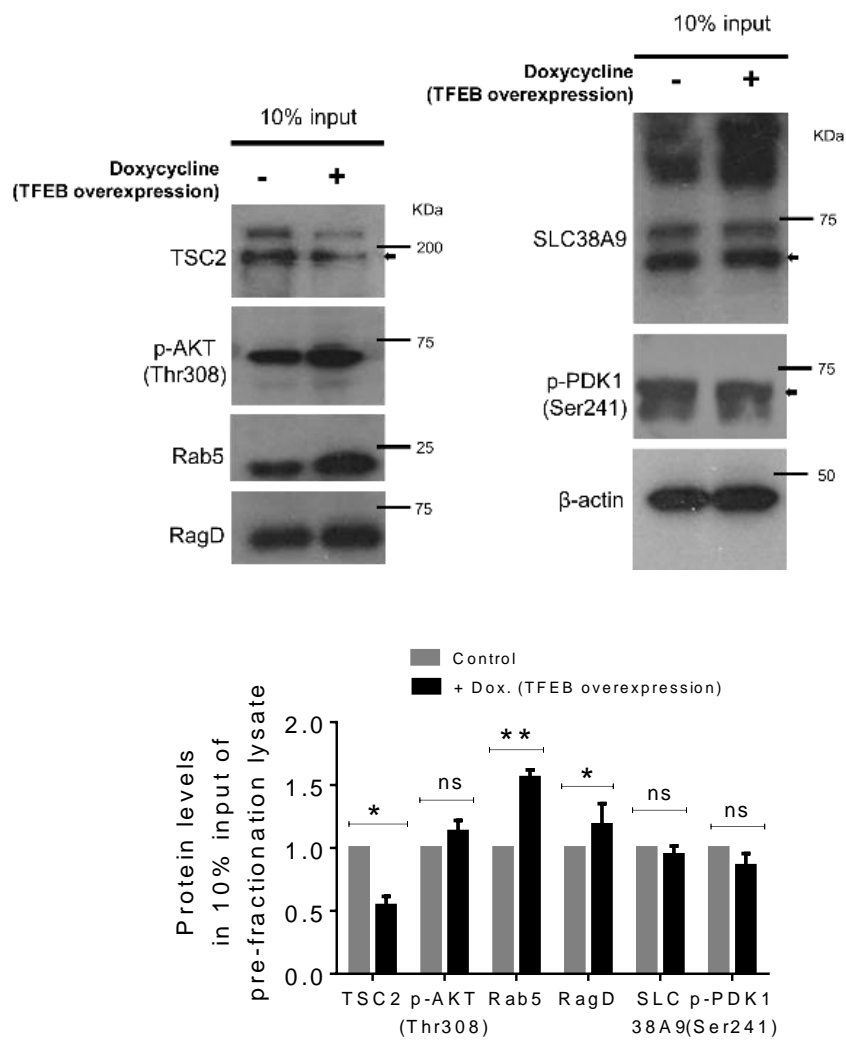 10% input
Doxycycline
(TFEB overexpression)
- +
KDa
TSC2
200
p-AKT
(Thr308)
75
Rab5
25
RagD
75
10% input
Doxycycline
(TFEB overexpression)
- +
KDa
SLC38A9
75
p-PDK1
(Ser241)
75
β-actin
50
Control
+ Dox. (TFEB overexpression)
Protein levels
in 10% input of
pre-fractionation lysate
2.0
1.5
1.0
0.5
0.0
* ns ** * ns ns
TSC2 p-AKT Rab5 RagD SLC p-PDK1
(Thr308) 38A9 (Ser241)